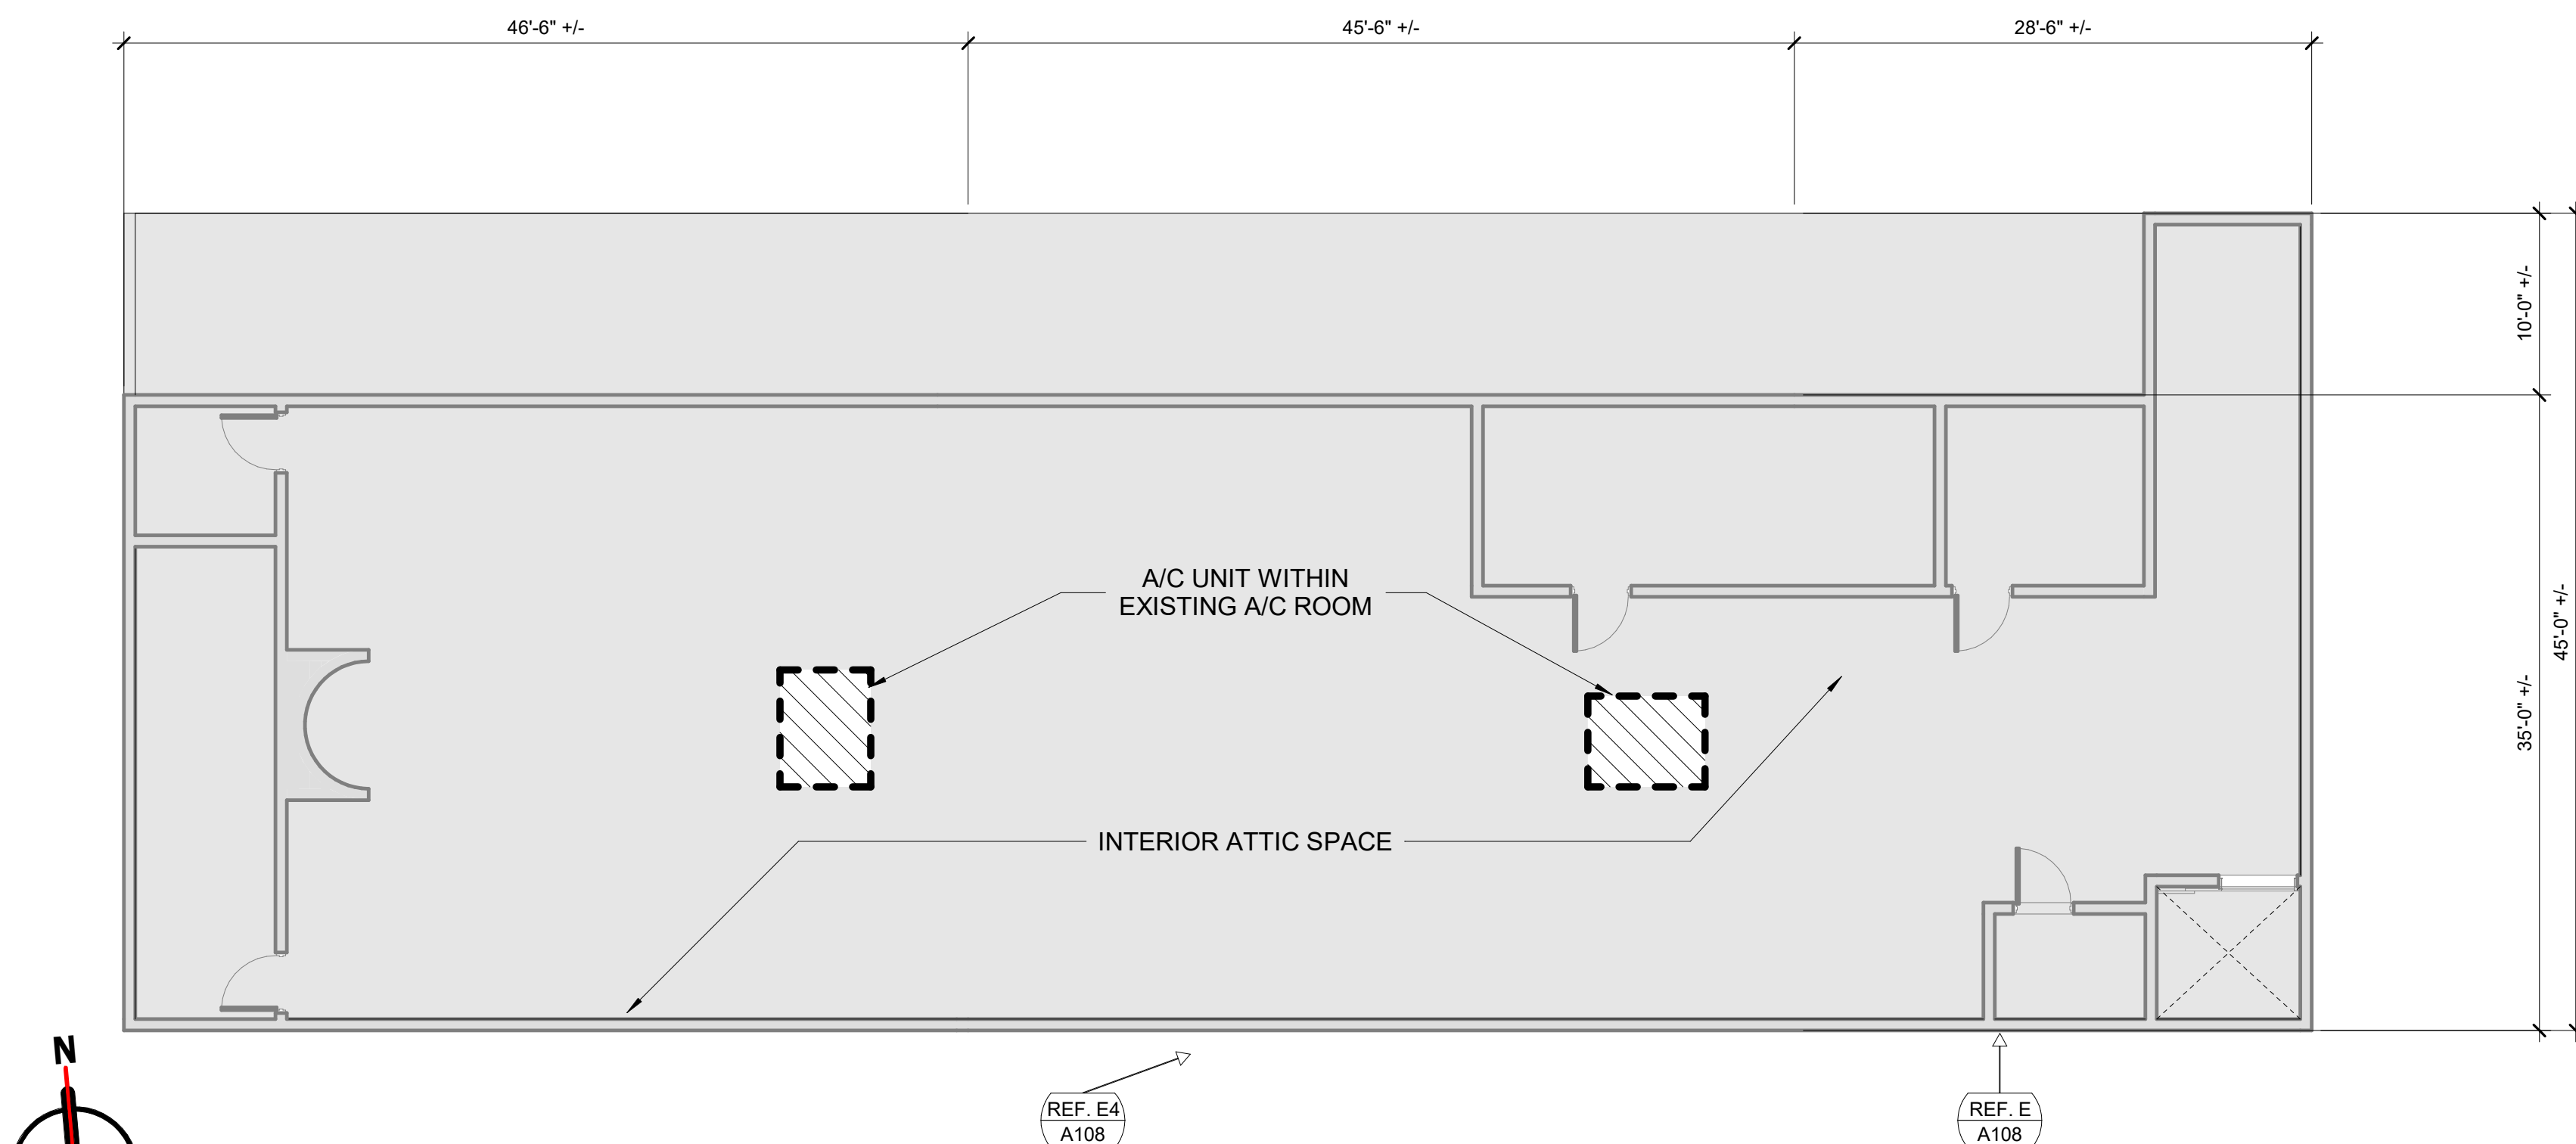 46'-6" +/-
45'-6" +/-
28'-6" +/-
10'-0" +/-
A/C UNIT WITHIN
EXISTING A/C ROOM
35'-0" +/-
45'-0" +/-
INTERIOR ATTIC SPACE
N
REF. E4
A108
REF. E
A108